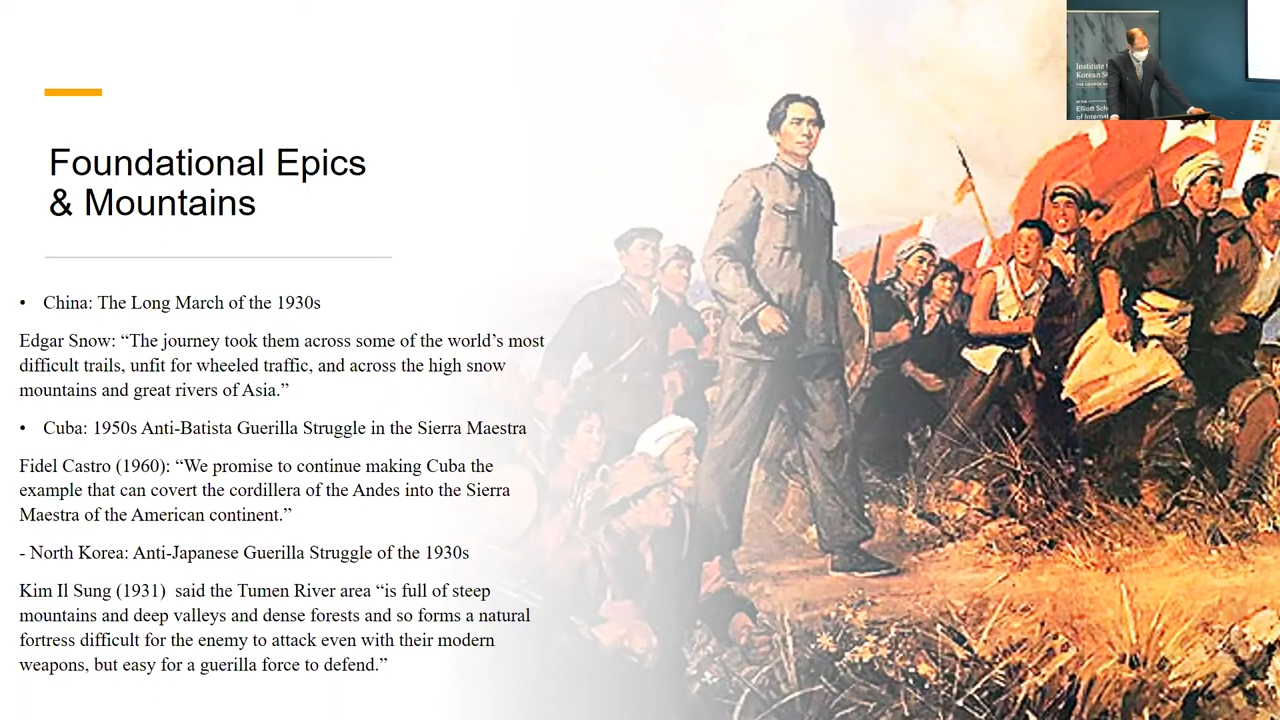 Foundational Epics
& Mountains
• China: The Long March of the 1930s
Edgar Snow: “The journey took them across some of the world’s most
difficult trails, unfit for wheeled traffic, and across the high snow
mountains and great rivers of Asia.”
• Cuba: 1950s Anti-Batista Guerilla Struggle in the Sierra Maestra
Fidel Castro (1960): “We promise to continue making Cuba the
example that can covert the cordillera of the Andes into the Sierra
Maestra of the American continent.”
- North Korea: Anti-Japanese Guerilla Struggle of the 1930s
Kim Il Sung (1931) said the Tumen River area “is full of steep
mountains and deep valleys and dense forests and so forms a natural
fortress difficult for the enemy to attack even with their modern
weapons, but easy for a guerilla force to defend.”
Institute
Korean
Elliott
of